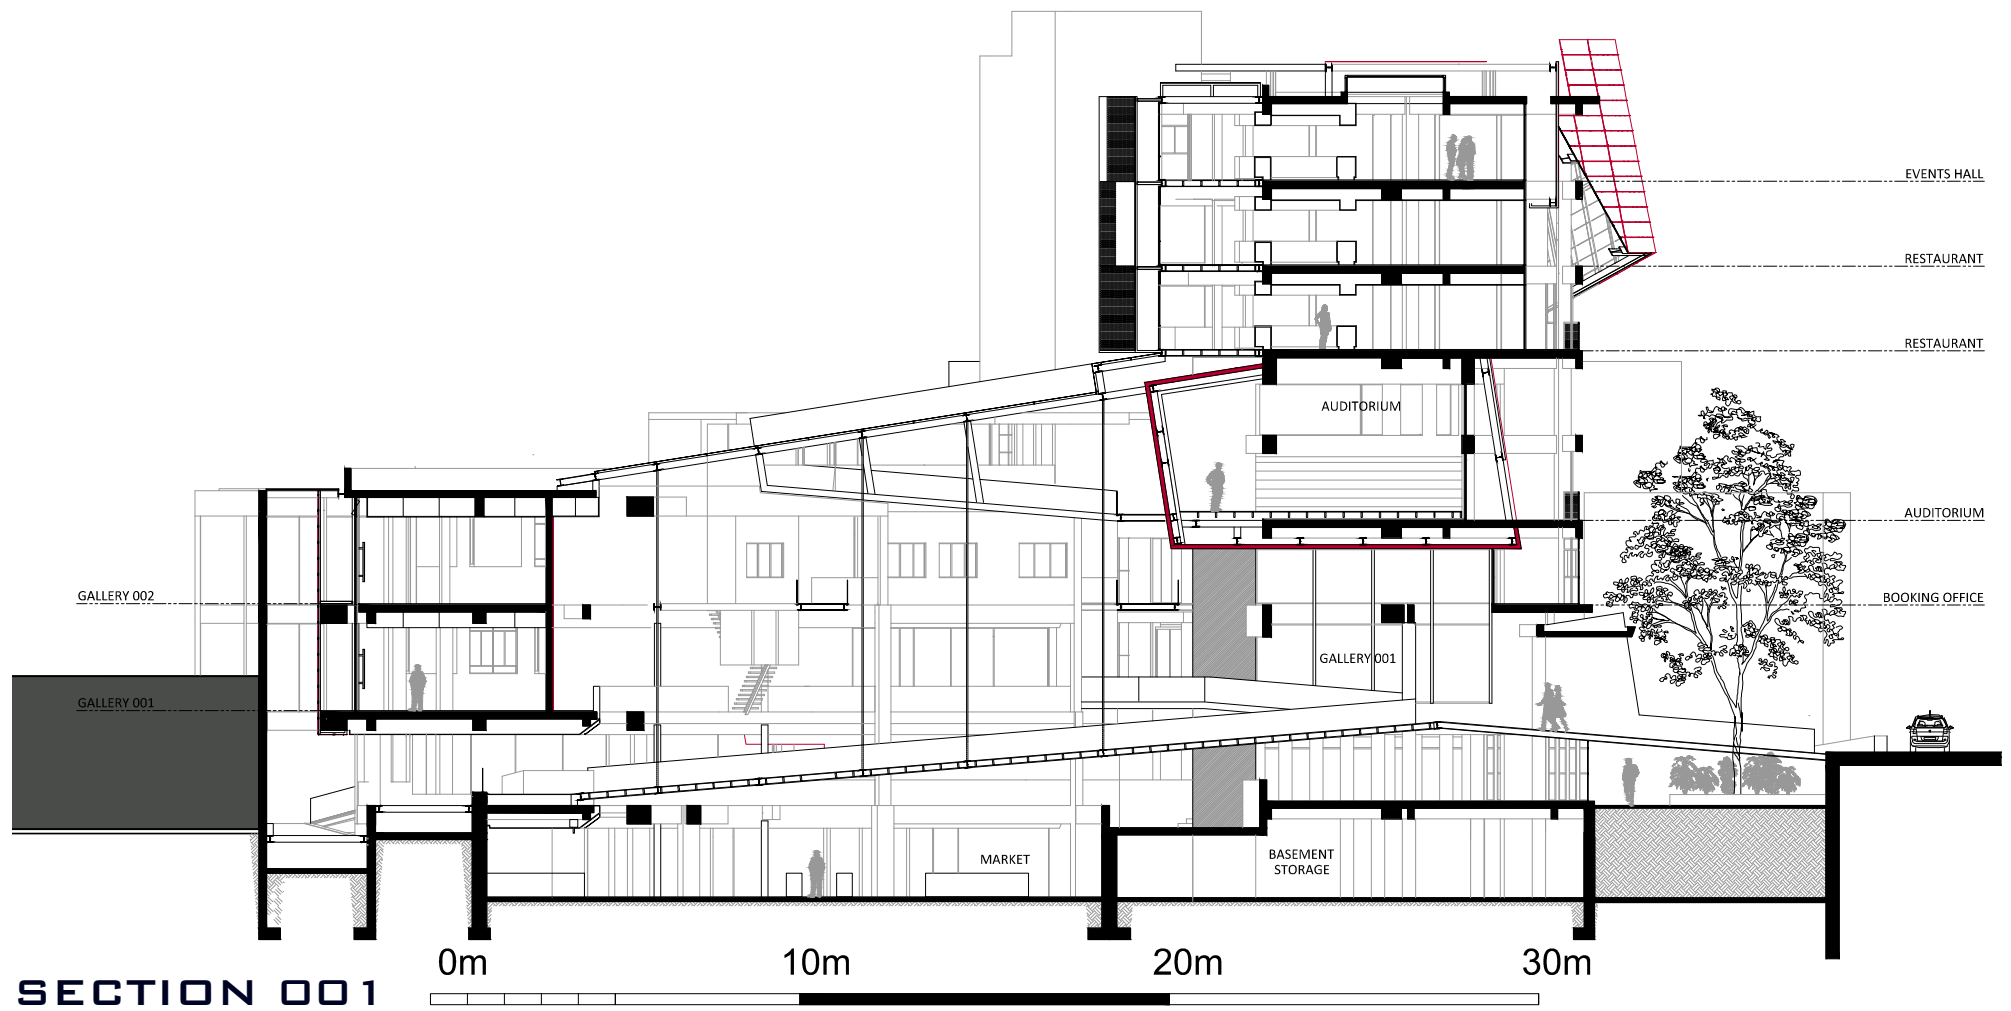 EVENTS HALL
RESTAURANT
RESTAURANT
AUDITORIUM
AUDITORIUM
GALLERY 002
BOOKING OFFICE
GALLERY 001
GALLERY 001
MARKET
BASEMENT
STORAGE
0m 10m 20m 30m
SECTION 001